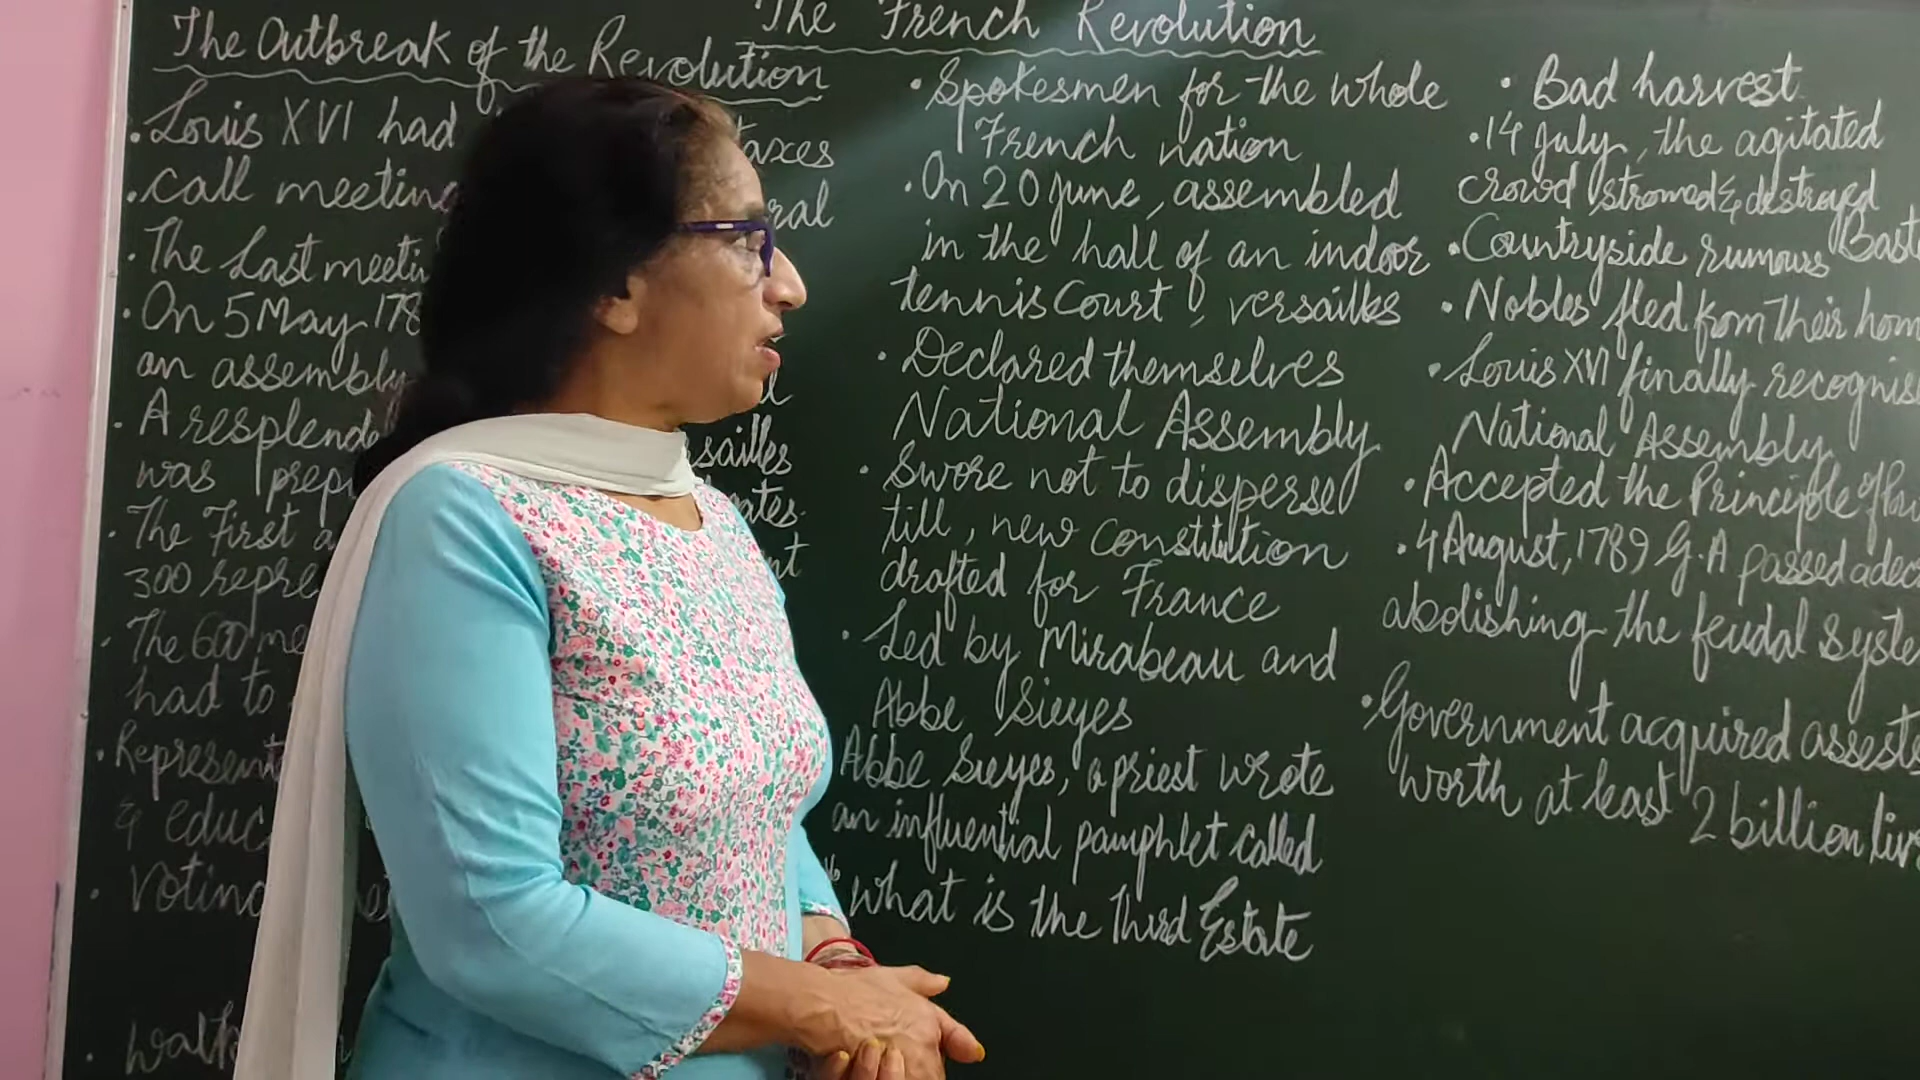 The French Revolution
The Outbreak of the Revolution
• Louis XVI had taxes
• call meeting ral
• The Last meeti
• On 5 May 178
an assembly
• A resplende sailles
was prep ates.
• The First a nt
300 repre
• The 600 me
had to
• Represent
& educ
• Voting
• walk
• Spokesmen for the whole
French nation
• On 20 June, assembled
in the hall of an indoor
tennis Court, versailles
• Declared themselves
National Assembly
• Swore not to disperse
till, new Constitution
drafted for France
• Led by Mirabeau and
Abbe Sieyes
Abbe Sieyes, a priest wrote
an influential pamphlet called
"what is the Third Estate
• Bad harvest
• 14 July, the agitated
crowd stromed & destroyed
Bast
• Countryside rumours
• Nobles fled from their hom
• Louis XVI finally recognis
National Assembly
• Accepted the Principle of
• 4 August, 1789 G.A passed a dec
abolishing the feudal syste
• Government acquired assests
worth at least 2 billion liv